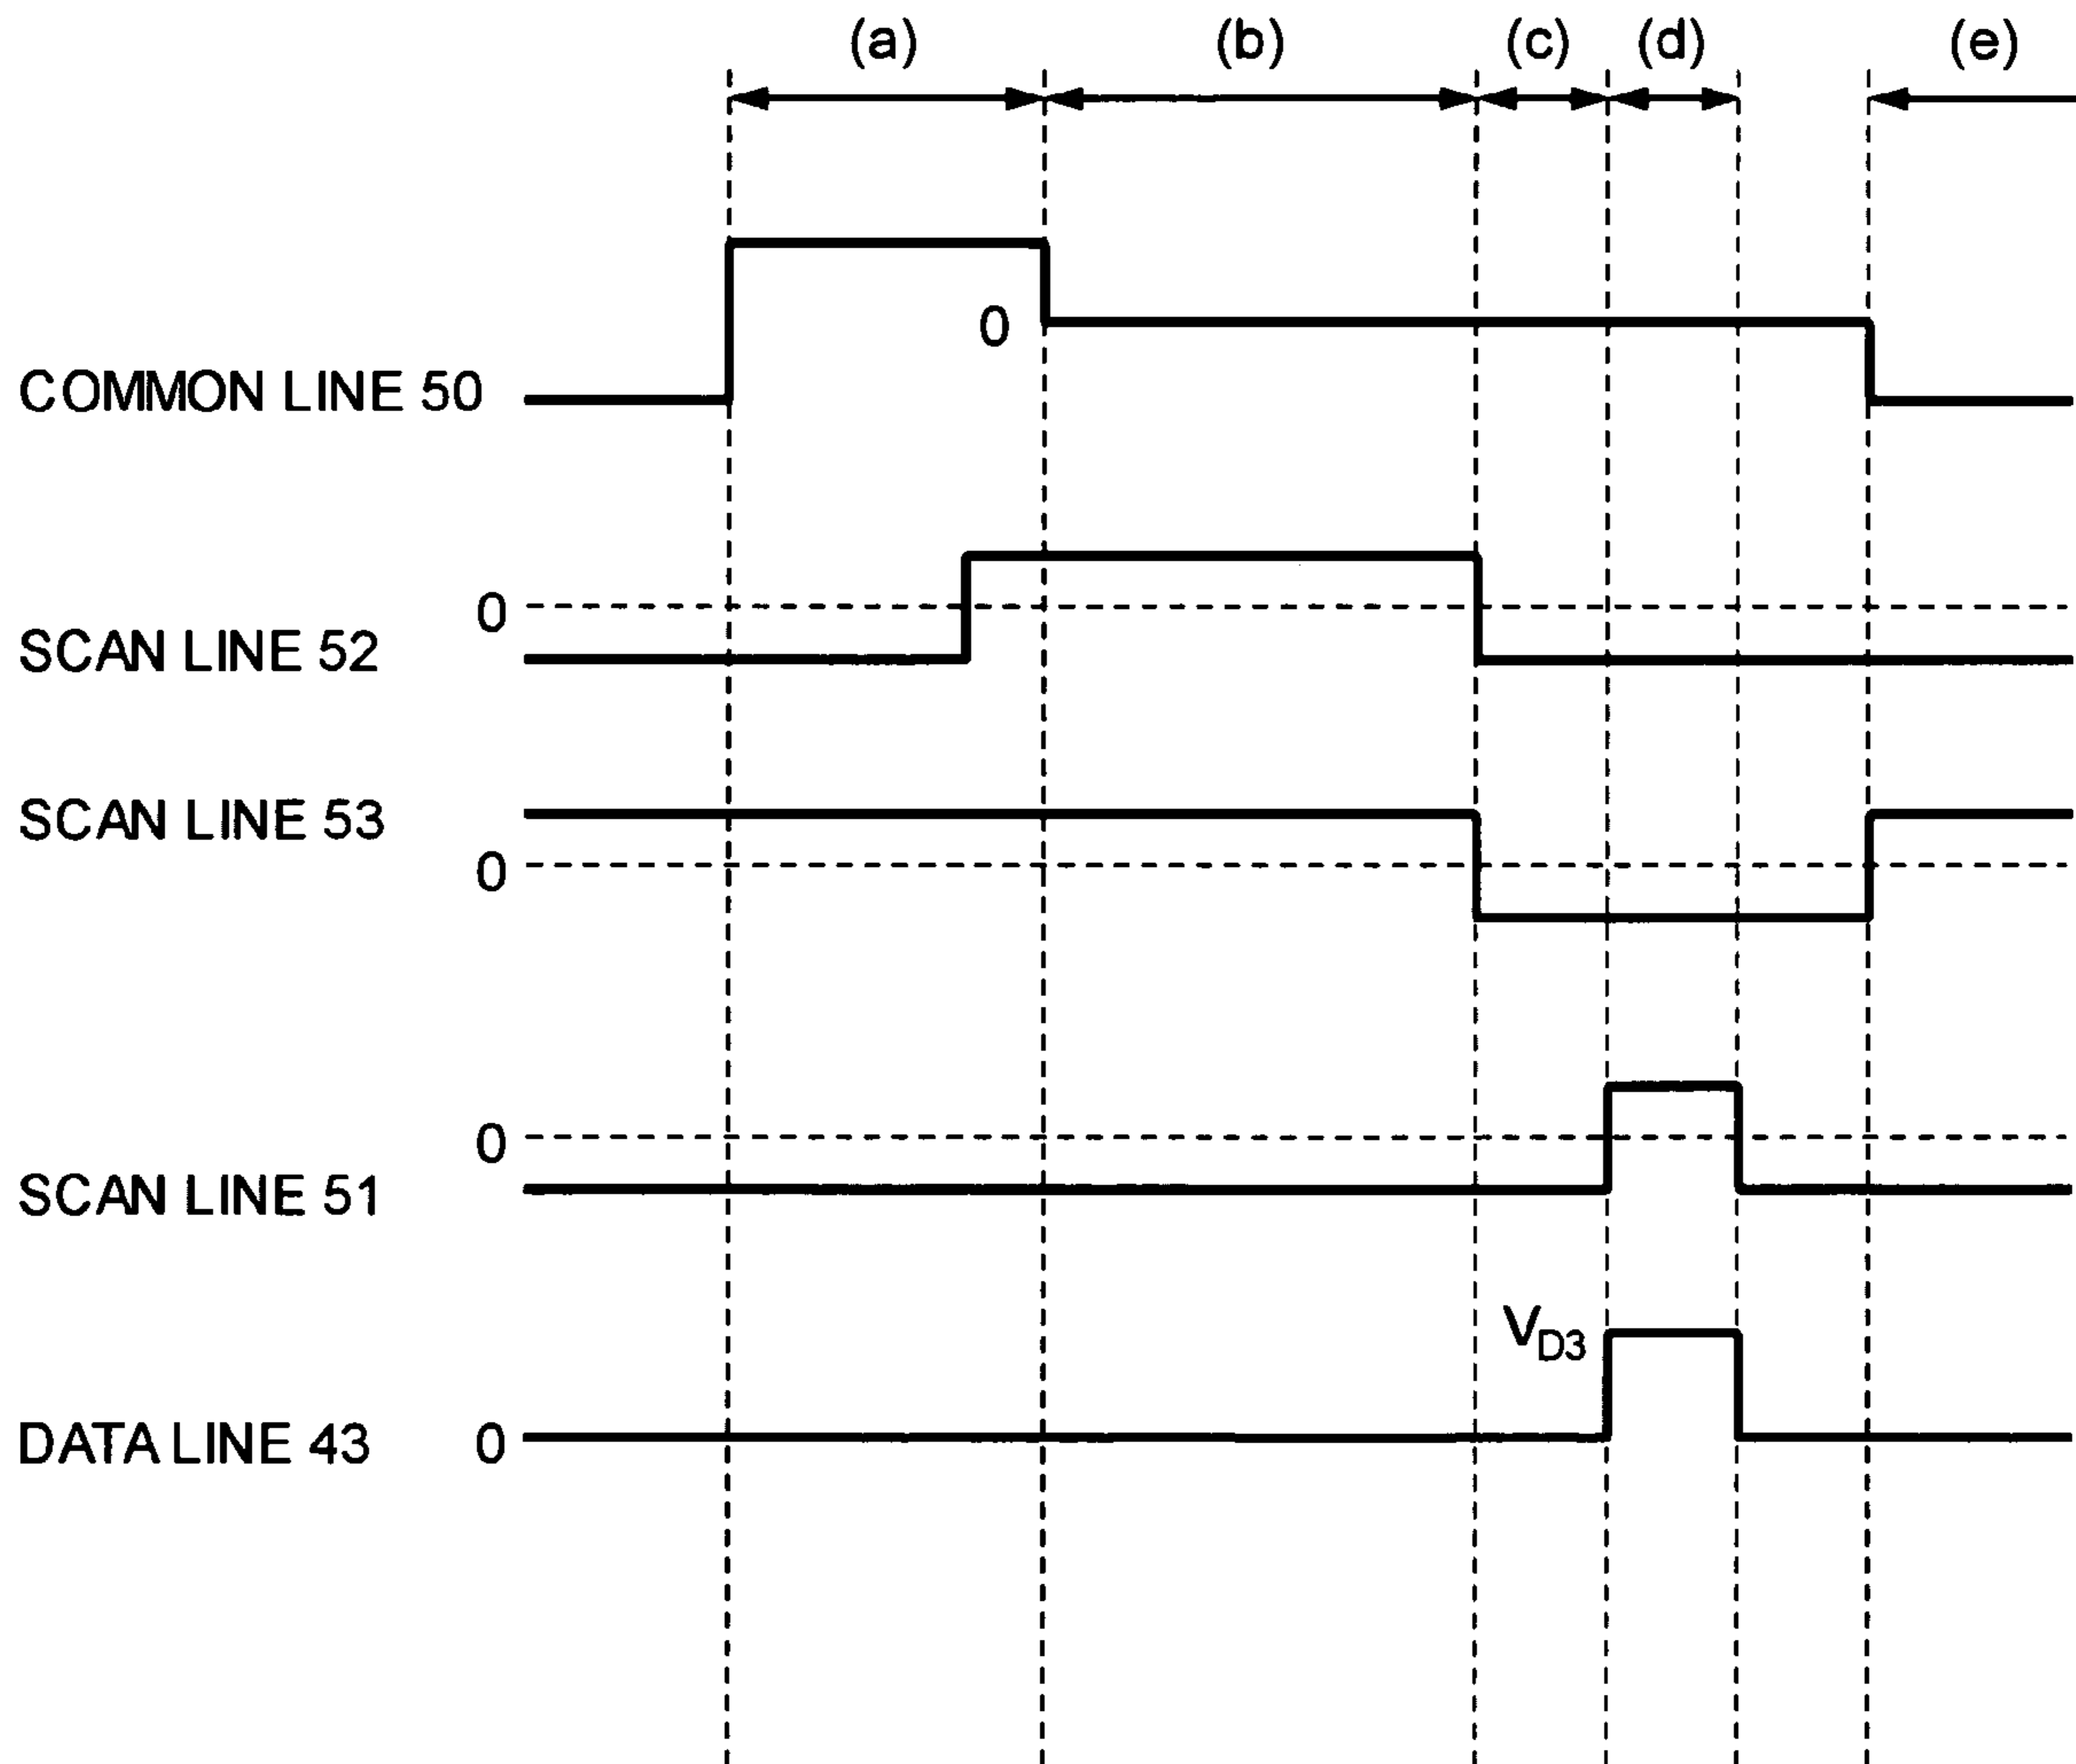 (a) (b) (c) (d) (e)
0
COMMON LINE 50
0
SCAN LINE 52
SCAN LINE 53
0
0
SCAN LINE 51
VD3
DATA LINE 43 0